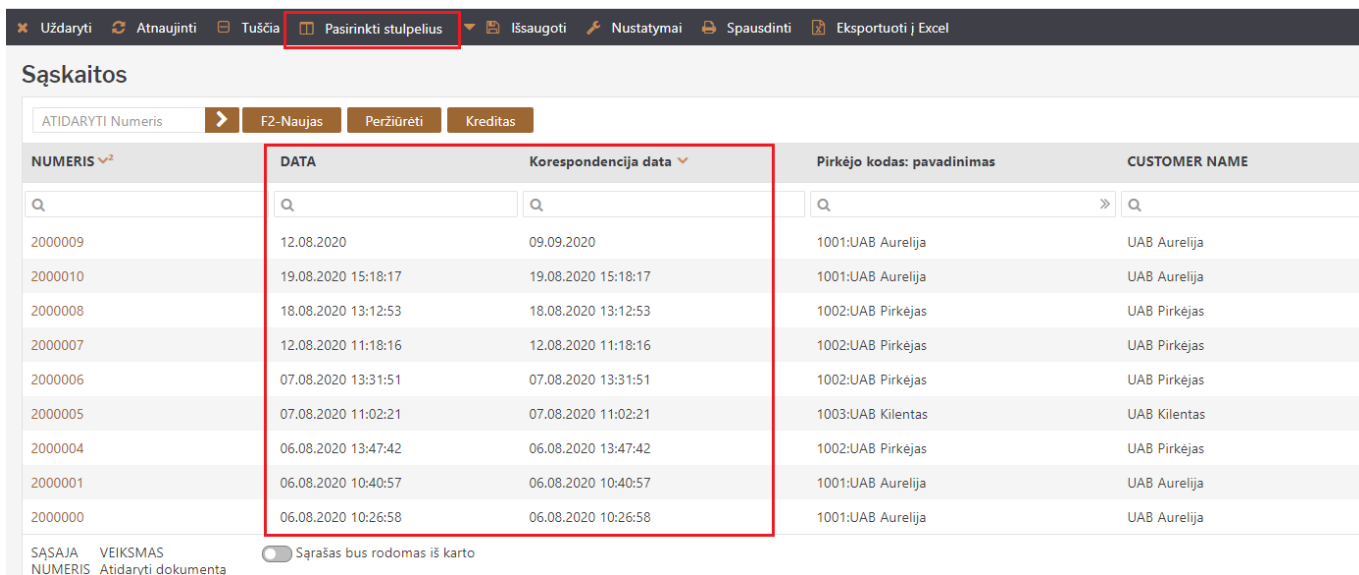 Uždaryti Atnaujinti Tuščia Pasirinkti stulpelius Išsaugoti Nustatymai Spausdinti Eksportuoti į Excel
Sąskaitos
ATIDARYTI Numeris F2-Naujas Peržiūrėti Kreditas
NUMERIS 2 DATA Korespondencija data Pirkėjo kodas: pavadinimas CUSTOMER NAME
2000009 12.08.2020 09.09.2020 1001:UAB Aurelija UAB Aurelija
2000010 19.08.2020 15:18:17 19.08.2020 15:18:17 1001:UAB Aurelija UAB Aurelija
2000008 18.08.2020 13:12:53 18.08.2020 13:12:53 1002:UAB Pirkėjas UAB Pirkėjas
2000007 12.08.2020 11:18:16 12.08.2020 11:18:16 1002:UAB Pirkėjas UAB Pirkėjas
2000006 07.08.2020 13:31:51 07.08.2020 13:31:51 1002:UAB Pirkėjas UAB Pirkėjas
2000005 07.08.2020 11:02:21 07.08.2020 11:02:21 1003:UAB Kilentas UAB Kilentas
2000004 06.08.2020 13:47:42 06.08.2020 13:47:42 1002:UAB Pirkėjas UAB Pirkėjas
2000001 06.08.2020 10:40:57 06.08.2020 10:40:57 1001:UAB Aurelija UAB Aurelija
2000000 06.08.2020 10:26:58 06.08.2020 10:26:58 1001:UAB Aurelija UAB Aurelija
SĄSAJA VEIKSMAS Sąrašas bus rodomas iš karto
NUMERIS Atidaryti dokumentą